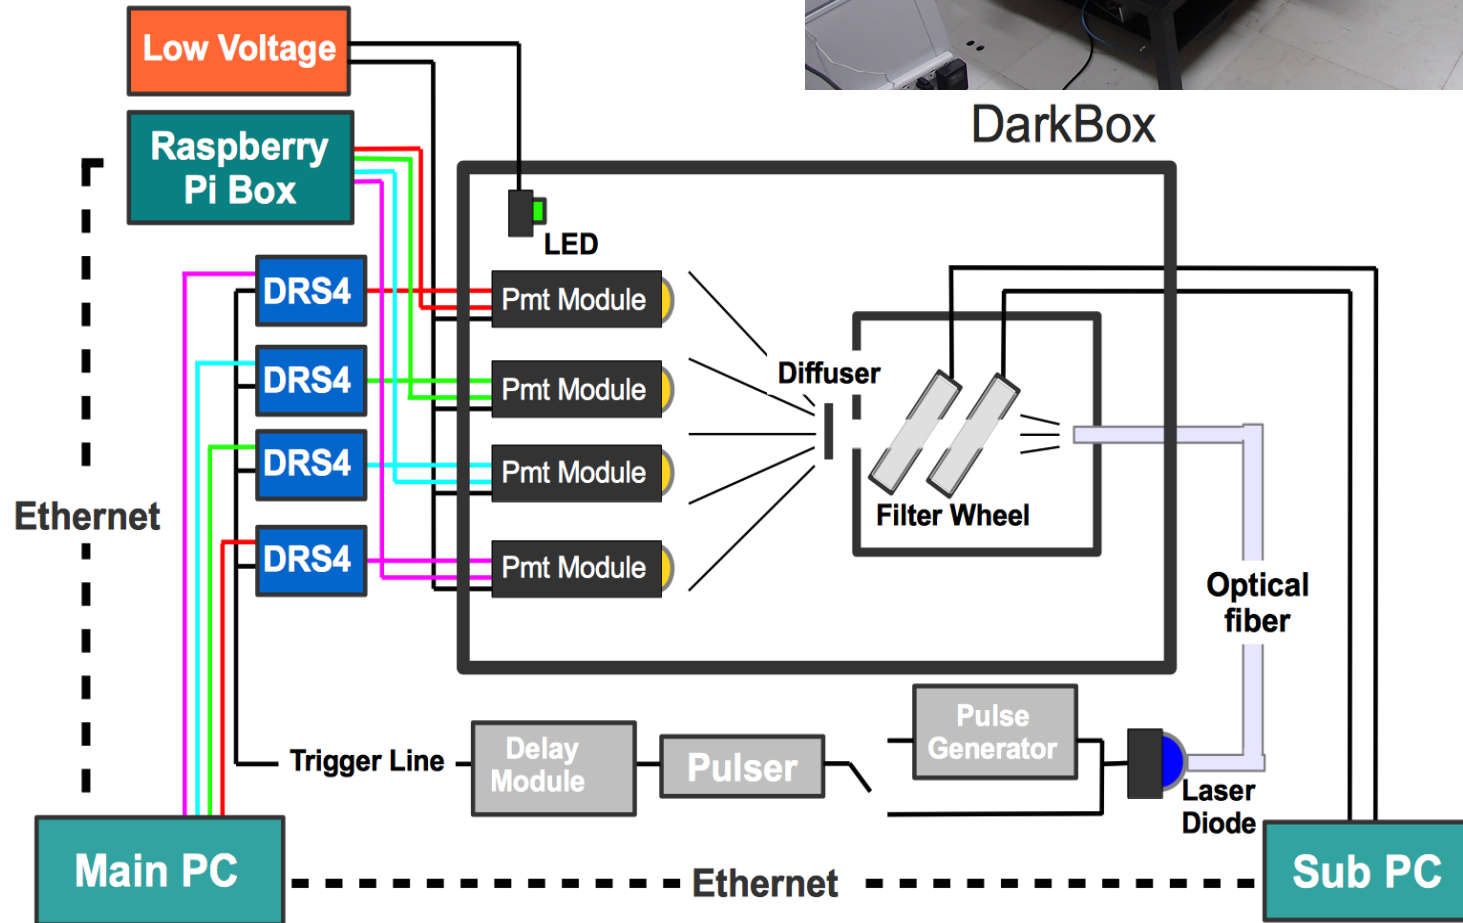 Low Voltage
DarkBox
Raspberry
Pi Box
LED
DRS4
Pmt Module
DRS4
Pmt Module
Diffuser
DRS4
Pmt Module
Filter Wheel
Ethernet
DRS4
Pmt Module
Optical
fiber
Trigger Line
Delay
Module
Pulser
Pulse
Generator
Laser
Diode
Main PC
Ethernet
Sub PC